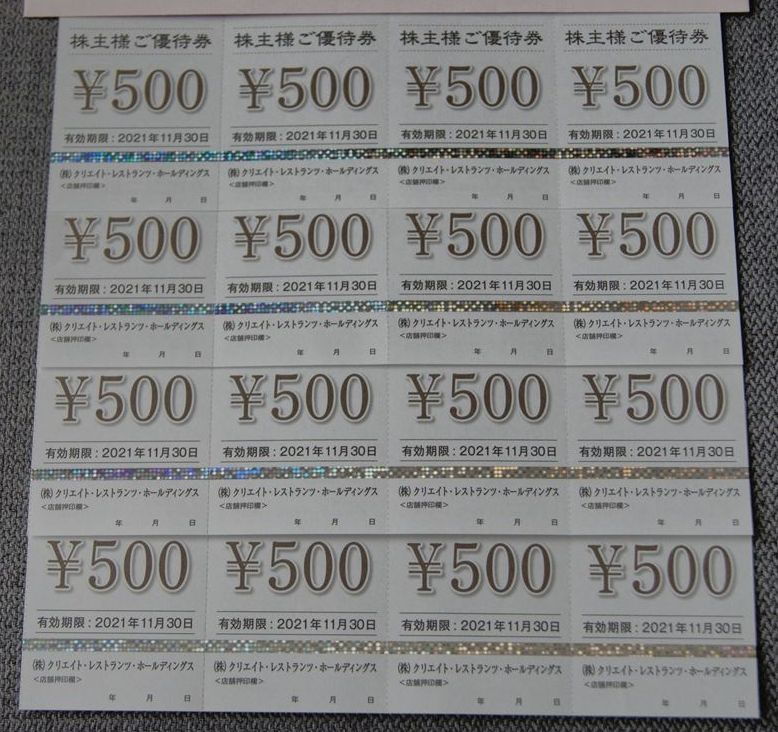 株主様ご優待券 株主様ご優待券 株主様ご優待券 株主様ご優待券
¥500 ¥500 ¥500 ¥500
有効期限：2021年11月30日 有効期限：2021年11月30日 有効期限：2021年11月30日 有効期限：2021年11月30日
㈱クリエイト・レストランツ・ホールディングス ㈱クリエイト・レストランツ・ホールディングス ㈱クリエイト・レストランツ・ホールディングス ㈱クリエイト・レストランツ・ホールディングス
<店舗押印欄> <店舗押印欄> <店舗押印欄> <店舗押印欄>
年 月 日 年 月 日 年 月 日 年 月 日
¥500 ¥500 ¥500 ¥500
有効期限：2021年11月30日 有効期限：2021年11月30日 有効期限：2021年11月30日 有効期限：2021年11月30日
㈱クリエイト・レストランツ・ホールディングス ㈱クリエイト・レストランツ・ホールディングス ㈱クリエイト・レストランツ・ホールディングス ㈱クリエイト・レストランツ・ホールディングス
<店舗押印欄> <店舗押印欄> <店舗押印欄> <店舗押印欄>
年 月 日 年 月 日 年 月 日 年 月 日
¥500 ¥500 ¥500 ¥500
有効期限：2021年11月30日 有効期限：2021年11月30日 有効期限：2021年11月30日 有効期限：2021年11月30日
㈱クリエイト・レストランツ・ホールディングス ㈱クリエイト・レストランツ・ホールディングス ㈱クリエイト・レストランツ・ホールディングス ㈱クリエイト・レストランツ・ホールディングス
<店舗押印欄> <店舗押印欄> <店舗押印欄> <店舗押印欄>
年 月 日 年 月 日 年 月 日 年 月 日
¥500 ¥500 ¥500 ¥500
有効期限：2021年11月30日 有効期限：2021年11月30日 有効期限：2021年11月30日 有効期限：2021年11月30日
㈱クリエイト・レストランツ・ホールディングス ㈱クリエイト・レストランツ・ホールディングス ㈱クリエイト・レストランツ・ホールディングス ㈱クリエイト・レストランツ・ホールディングス
<店舗押印欄> <店舗押印欄> <店舗押印欄> <店舗押印欄>
年 月 日 年 月 日 年 月 日 年 月 日